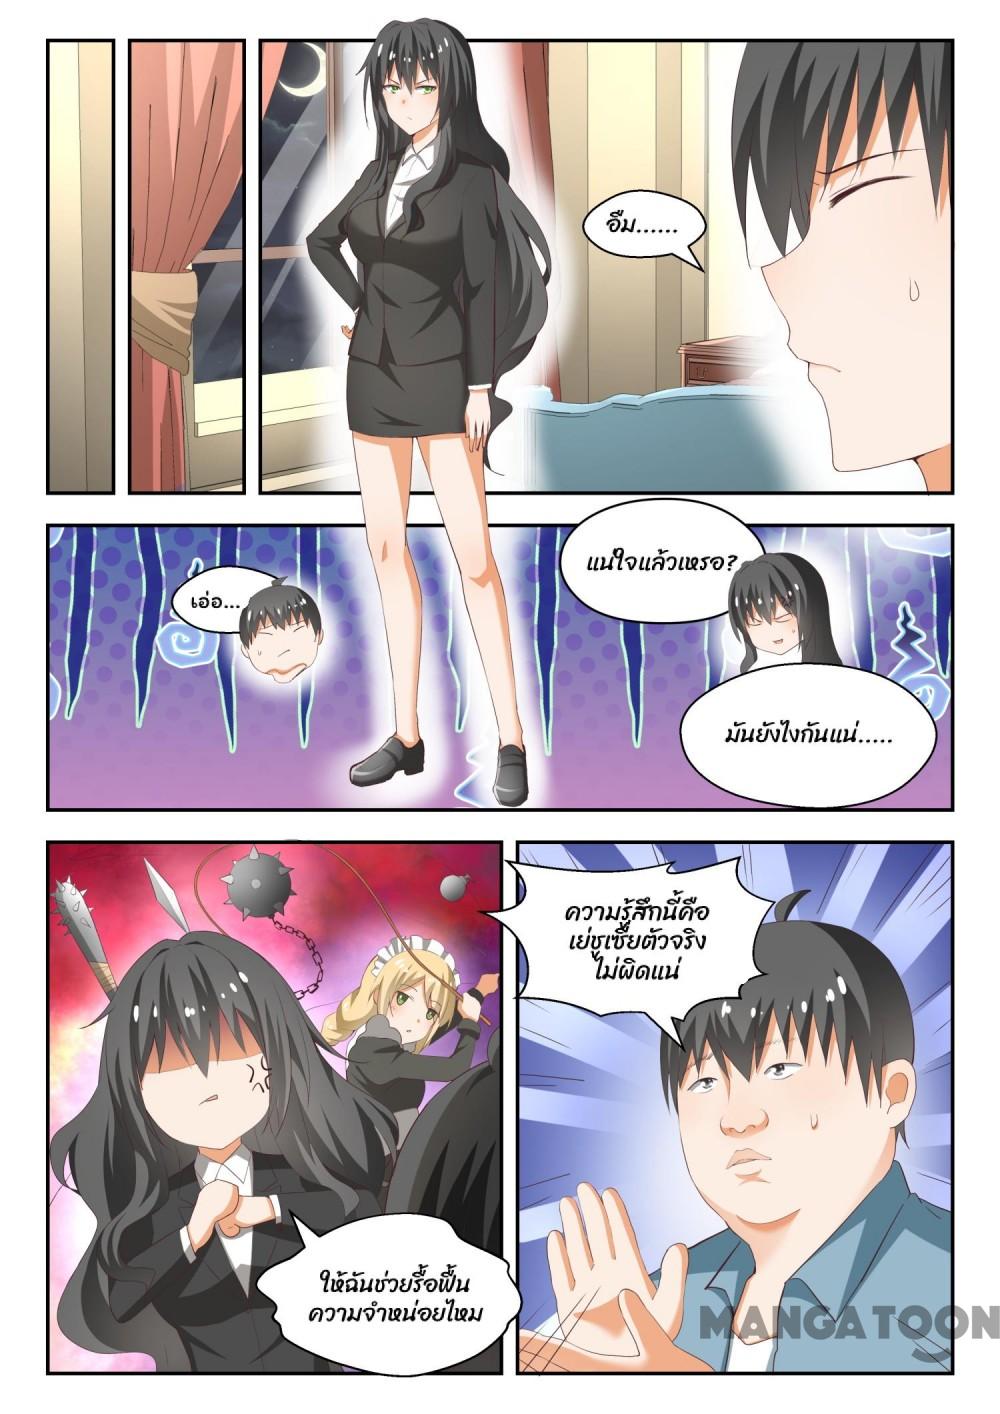 อืม......
แน่ใจแล้วเหรอ?
เอ่อ...
มันยังไงกันแน่.....
ความรู้สึกนี้คือ
เย่ชูเซี่ยตัวจริง
ไม่ผิดแน่
ให้ฉันช่วยรื้อฟื้น
ความจำหน่อยไหม
MANGATOON